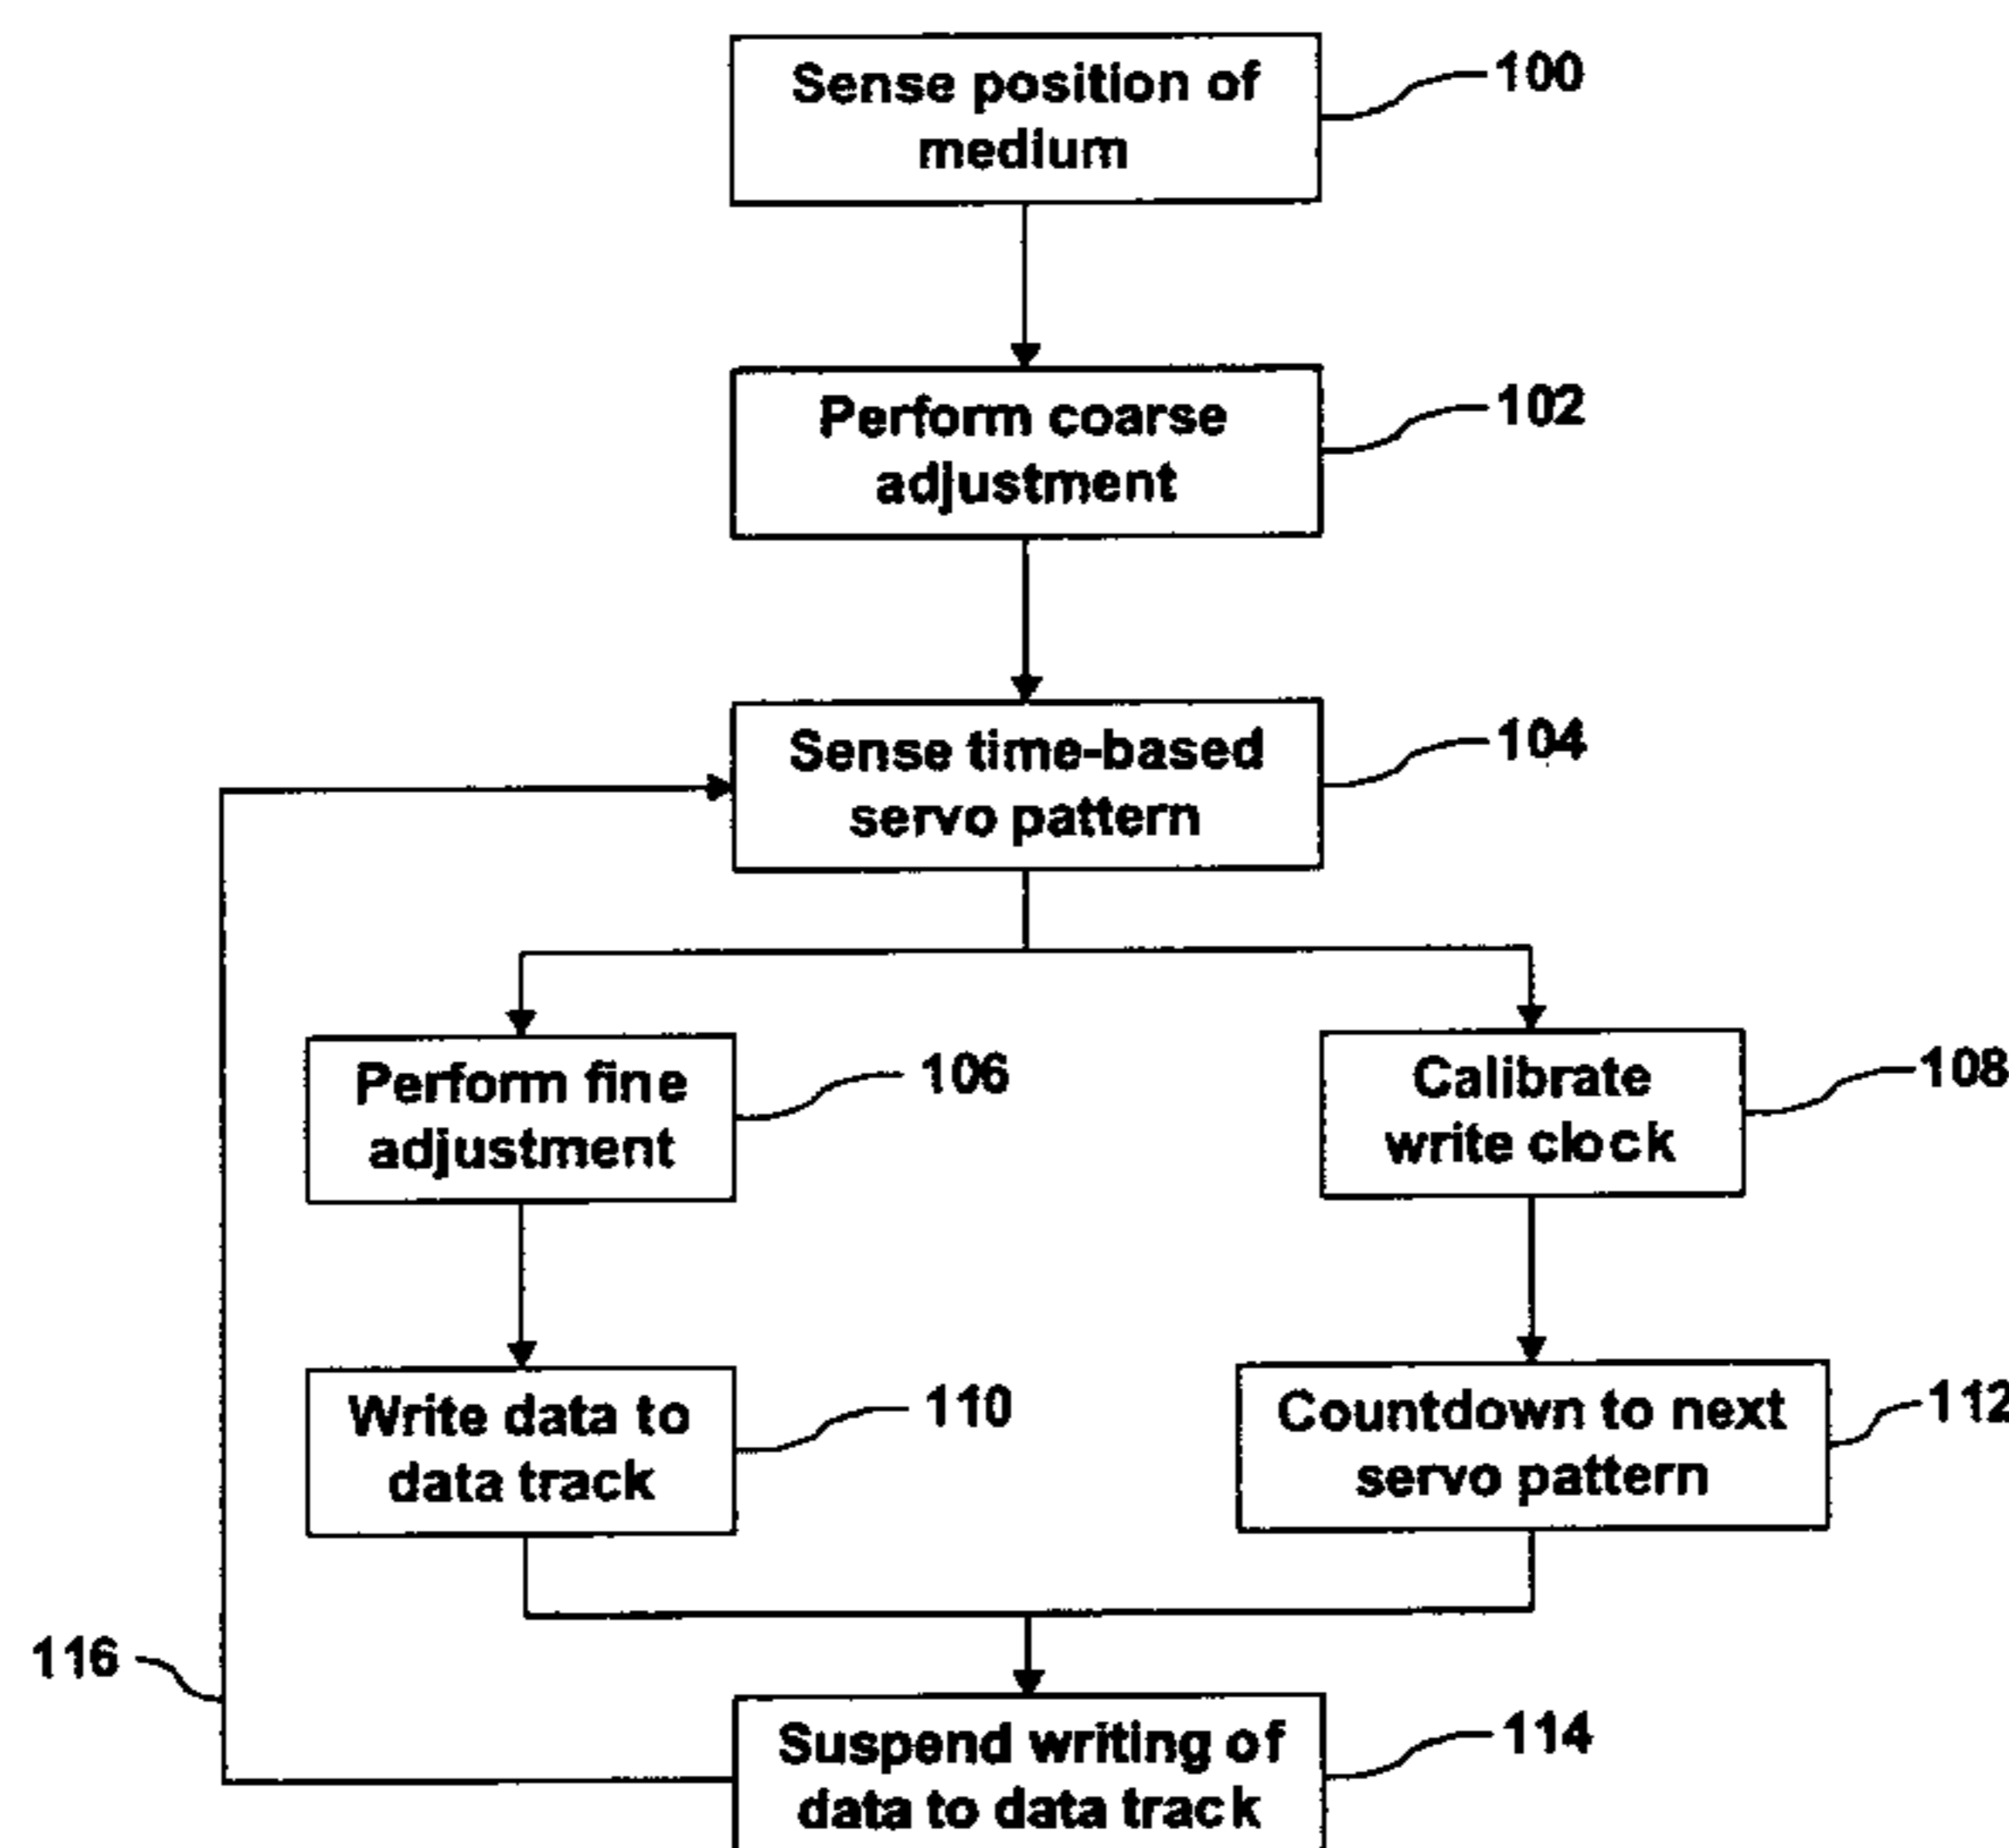 Sense position of
medium
100
Perform coarse
adjustment
102
Sense time-based
servo pattern
104
Perform fine
adjustment
106
Calibrate
write clock
108
Write data to
data track
110
Countdown to next
servo pattern
112
116
Suspend writing of
data to data track
114